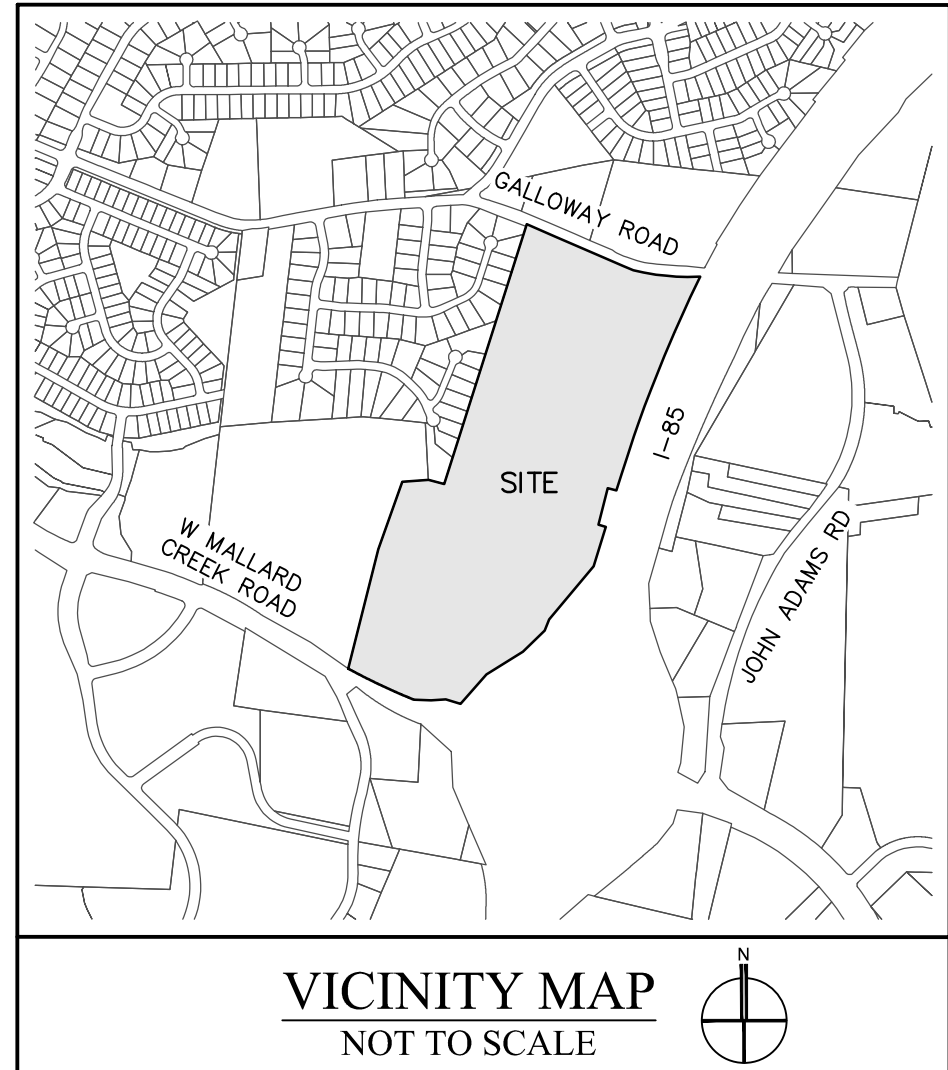 GALLOWAY ROAD
I-85
SITE
W MALLARD
CREEK ROAD
JOHN ADAMS RD
VICINITY MAP
NOT TO SCALE
N